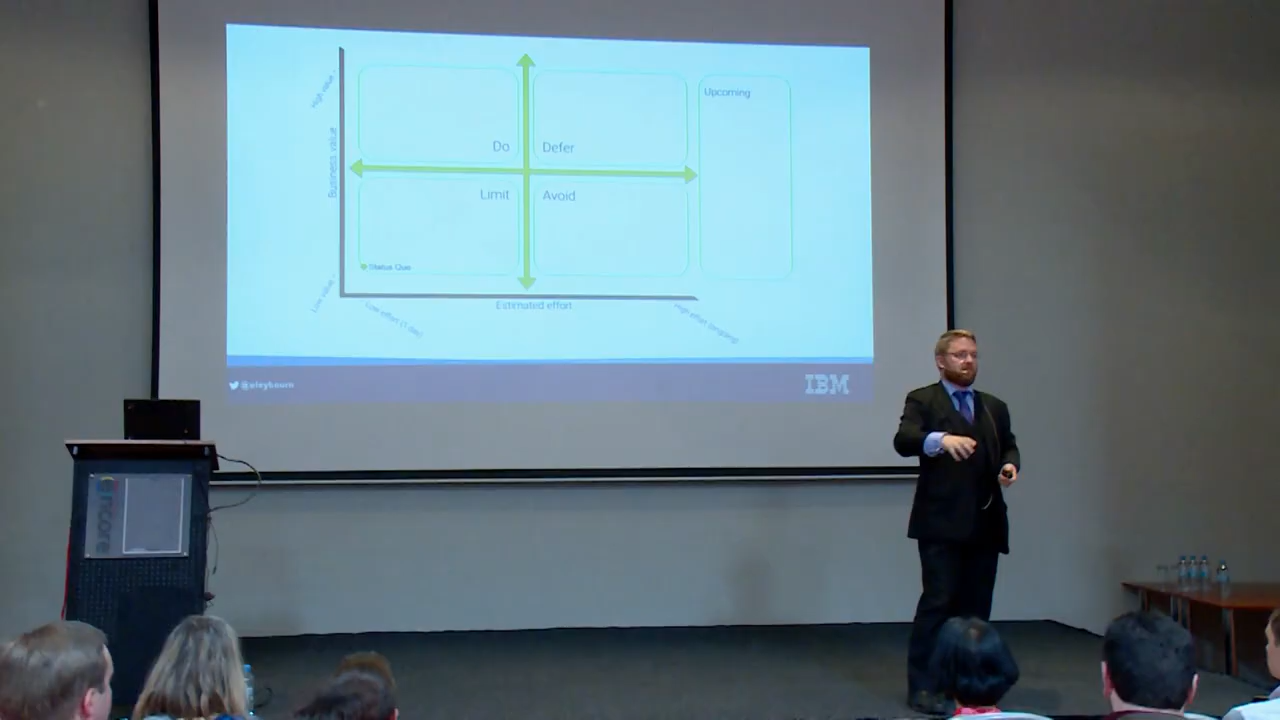 Upcoming
High value
Business value
Low value
Do
Defer
Limit
Avoid
Status Quo
Estimated effort
Low effort (1 day)
High effort (ongoing)
IBM
ncore